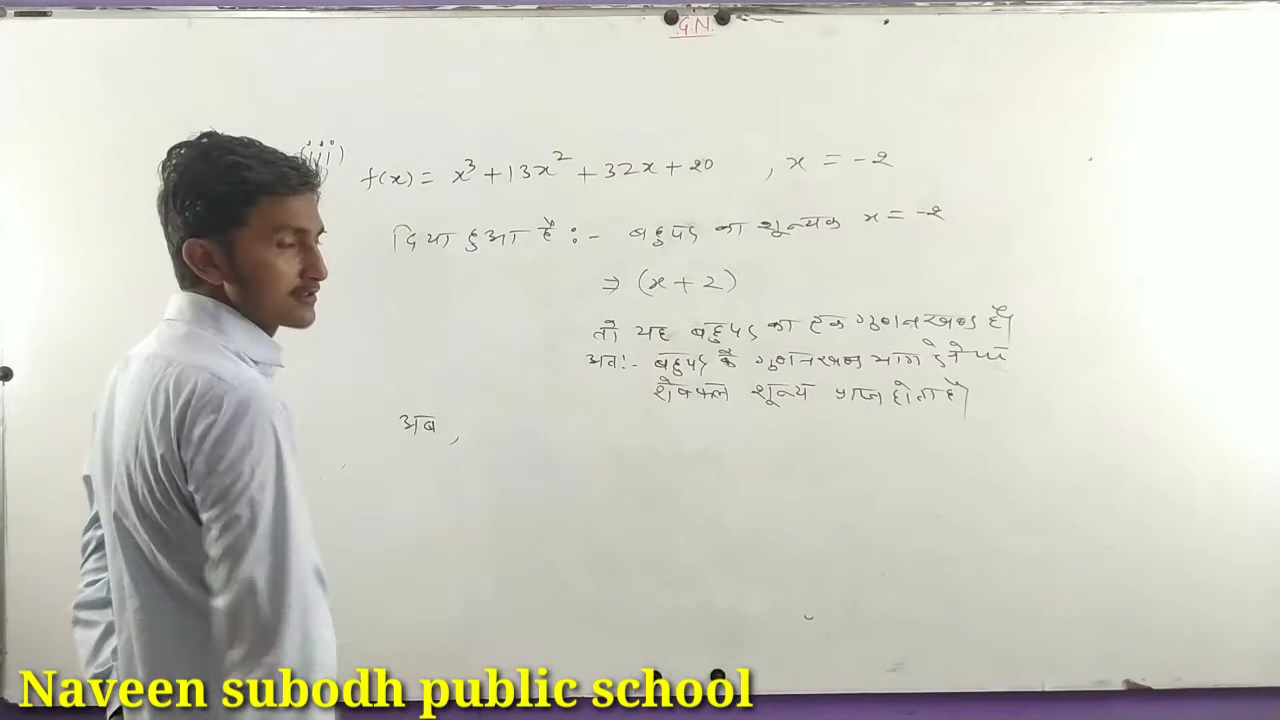 G.N.
(iii) f(x) = x³ + 13x² + 32x + 20 , x = -2
दिया हुआ है :- बहुपद का शून्यक x = -2
⇒ (x + 2)
तो यह बहुपद का एक गुणनखण्ड है।
अतः- बहुपद के गुणनखण्ड भाग देने पर
शेषफल शून्य प्राप्त होता है।
अब ,
Naveen subodh public school